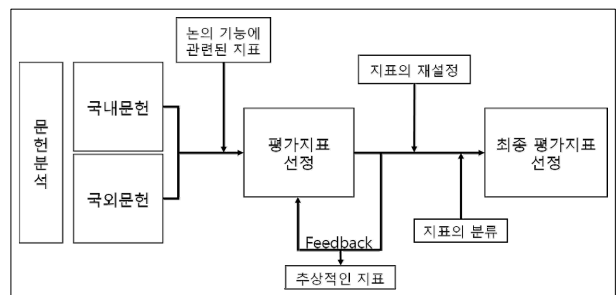 논의 기능에
관련된 지표
지표의 재설정
문헌분석
국내문헌
국외문헌
평가지표
선정
최종 평가지표
선정
Feedback
지표의 분류
추상적인 지표